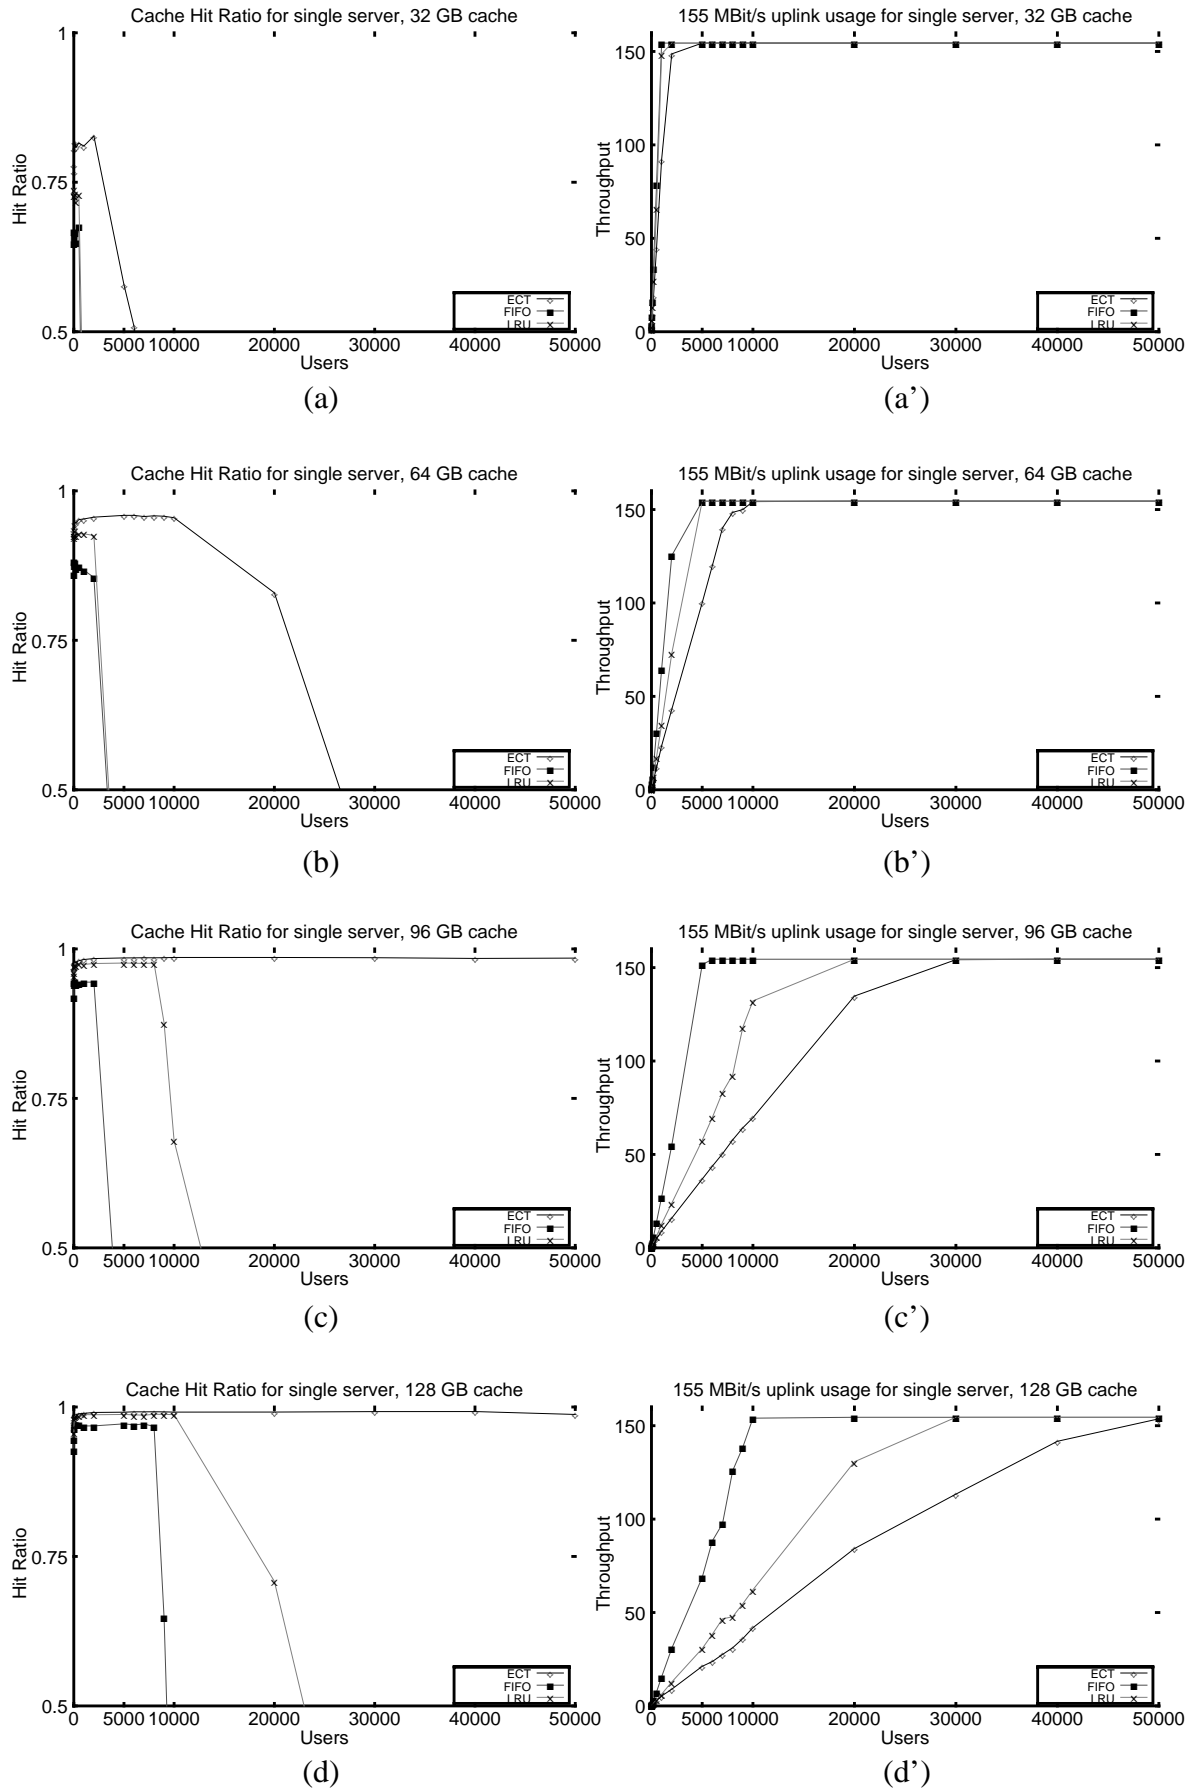 Cache Hit Ratio for single server, 32 GB cache
1
0.75
0.5
Hit Ratio
ECT
FIFO
LRU
0 5000 10000 20000 30000 40000 50000
Users
(a)
155 MBit/s uplink usage for single server, 32 GB cache
150
100
50
0
Throughput
ECT
FIFO
LRU
0 5000 10000 20000 30000 40000 50000
Users
(a’)
Cache Hit Ratio for single server, 64 GB cache
1
0.75
0.5
Hit Ratio
ECT
FIFO
LRU
0 5000 10000 20000 30000 40000 50000
Users
(b)
155 MBit/s uplink usage for single server, 64 GB cache
150
100
50
0
Throughput
ECT
FIFO
LRU
0 5000 10000 20000 30000 40000 50000
Users
(b’)
Cache Hit Ratio for single server, 96 GB cache
1
0.75
0.5
Hit Ratio
ECT
FIFO
LRU
0 5000 10000 20000 30000 40000 50000
Users
(c)
155 MBit/s uplink usage for single server, 96 GB cache
150
100
50
0
Throughput
ECT
FIFO
LRU
0 5000 10000 20000 30000 40000 50000
Users
(c’)
Cache Hit Ratio for single server, 128 GB cache
1
0.75
0.5
Hit Ratio
ECT
FIFO
LRU
0 5000 10000 20000 30000 40000 50000
Users
(d)
155 MBit/s uplink usage for single server, 128 GB cache
150
100
50
0
Throughput
ECT
FIFO
LRU
0 5000 10000 20000 30000 40000 50000
Users
(d’)